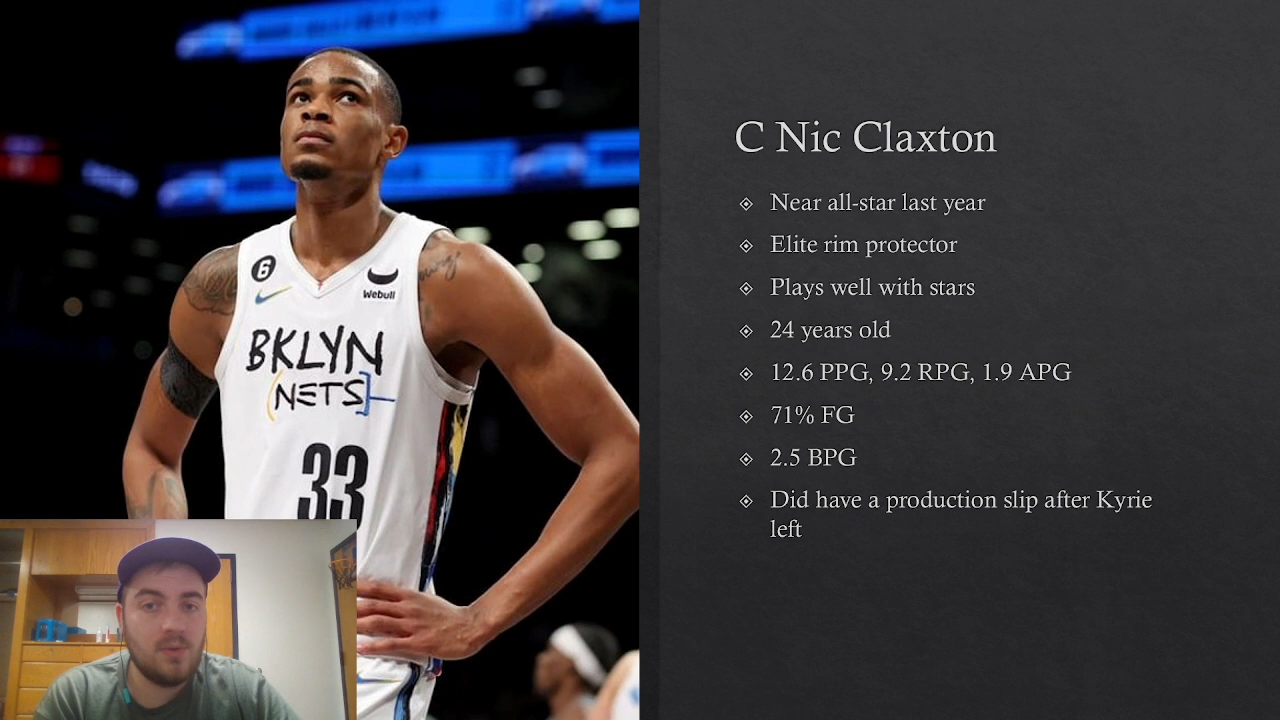 6
Webull
BKLYN
(NETS)
33
C Nic Claxton
Near all-star last year
Elite rim protector
Plays well with stars
24 years old
12.6 PPG, 9.2 RPG, 1.9 APG
71% FG
2.5 BPG
Did have a production slip after Kyrie
left